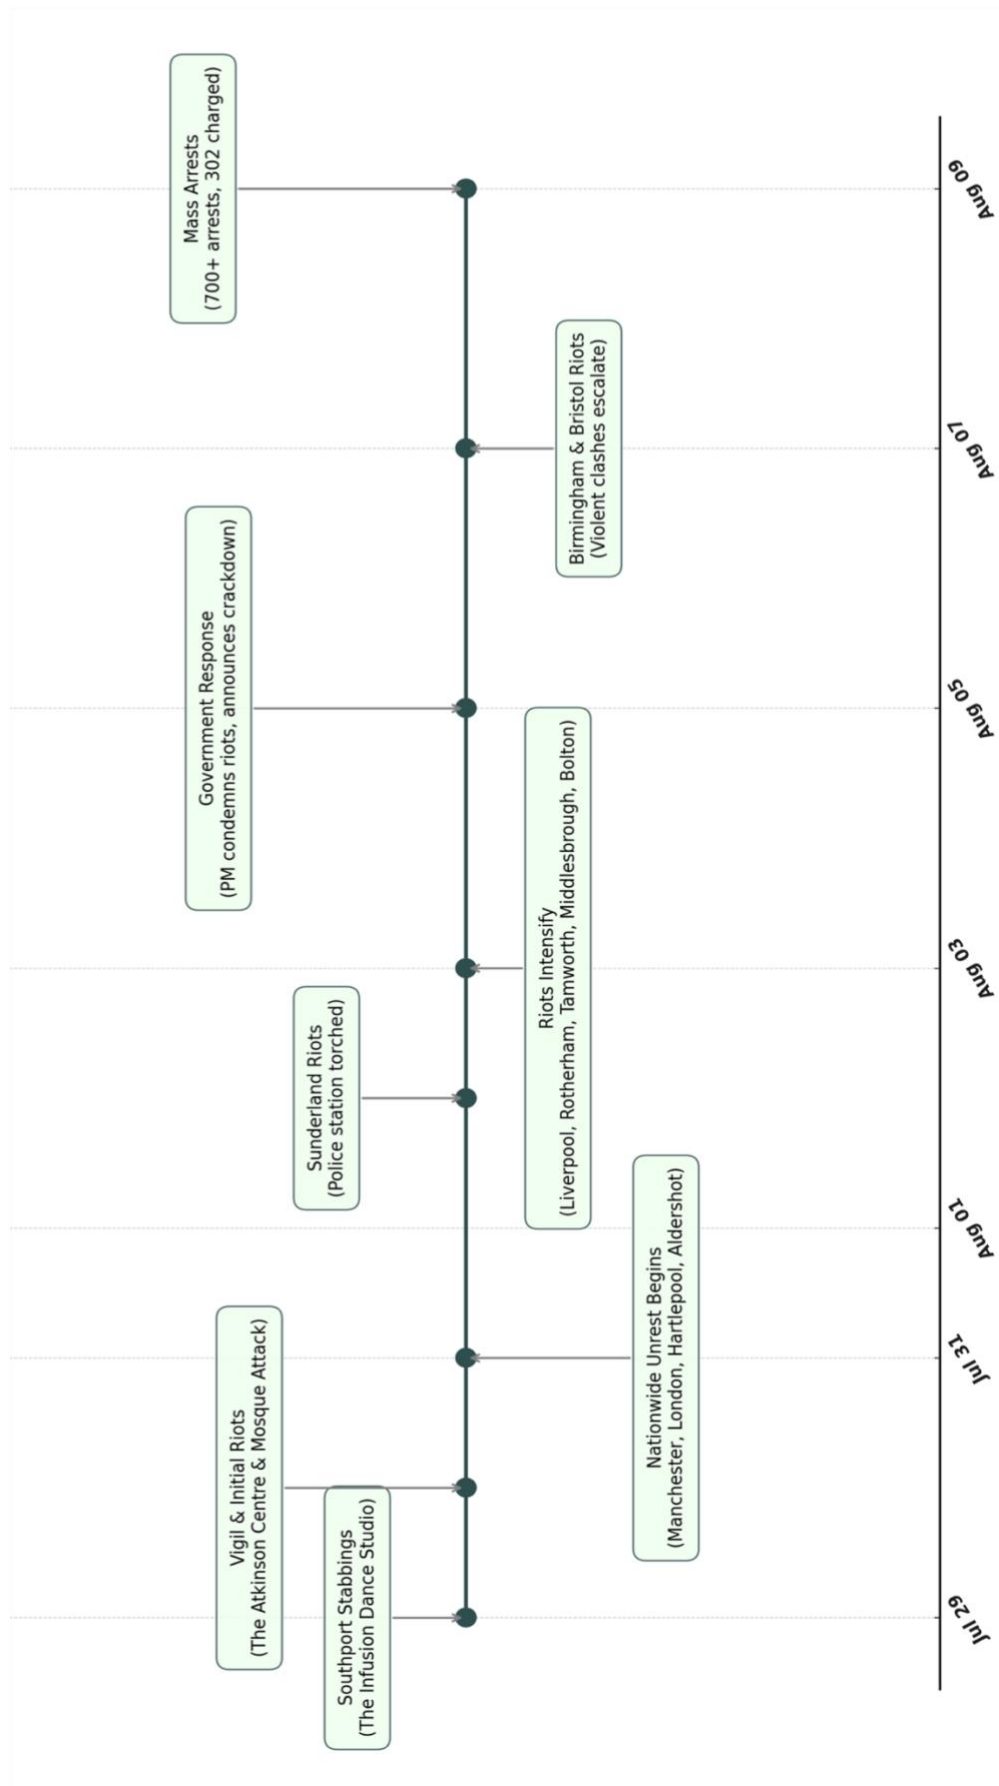 Mass Arrests
(700+ arrests, 302 charged)
Government Response
(PM condemns riots, announces crackdown)
Vigil & Initial Riots
(The Atkinson Centre & Mosque Attack)
Sunderland Riots
(Police station torched)
Southport Stabbings
(The Infusion Dance Studio)
Riots Intensify
(Liverpool, Rotherham, Tamworth, Middlesbrough, Bolton)
Birmingham & Bristol Riots
(Violent clashes escalate)
Nationwide Unrest Begins
(Manchester, London, Hartlepool, Aldershot)
Jul 29
Jul 31
Aug 01
Aug 03
Aug 05
Aug 07
Aug 09